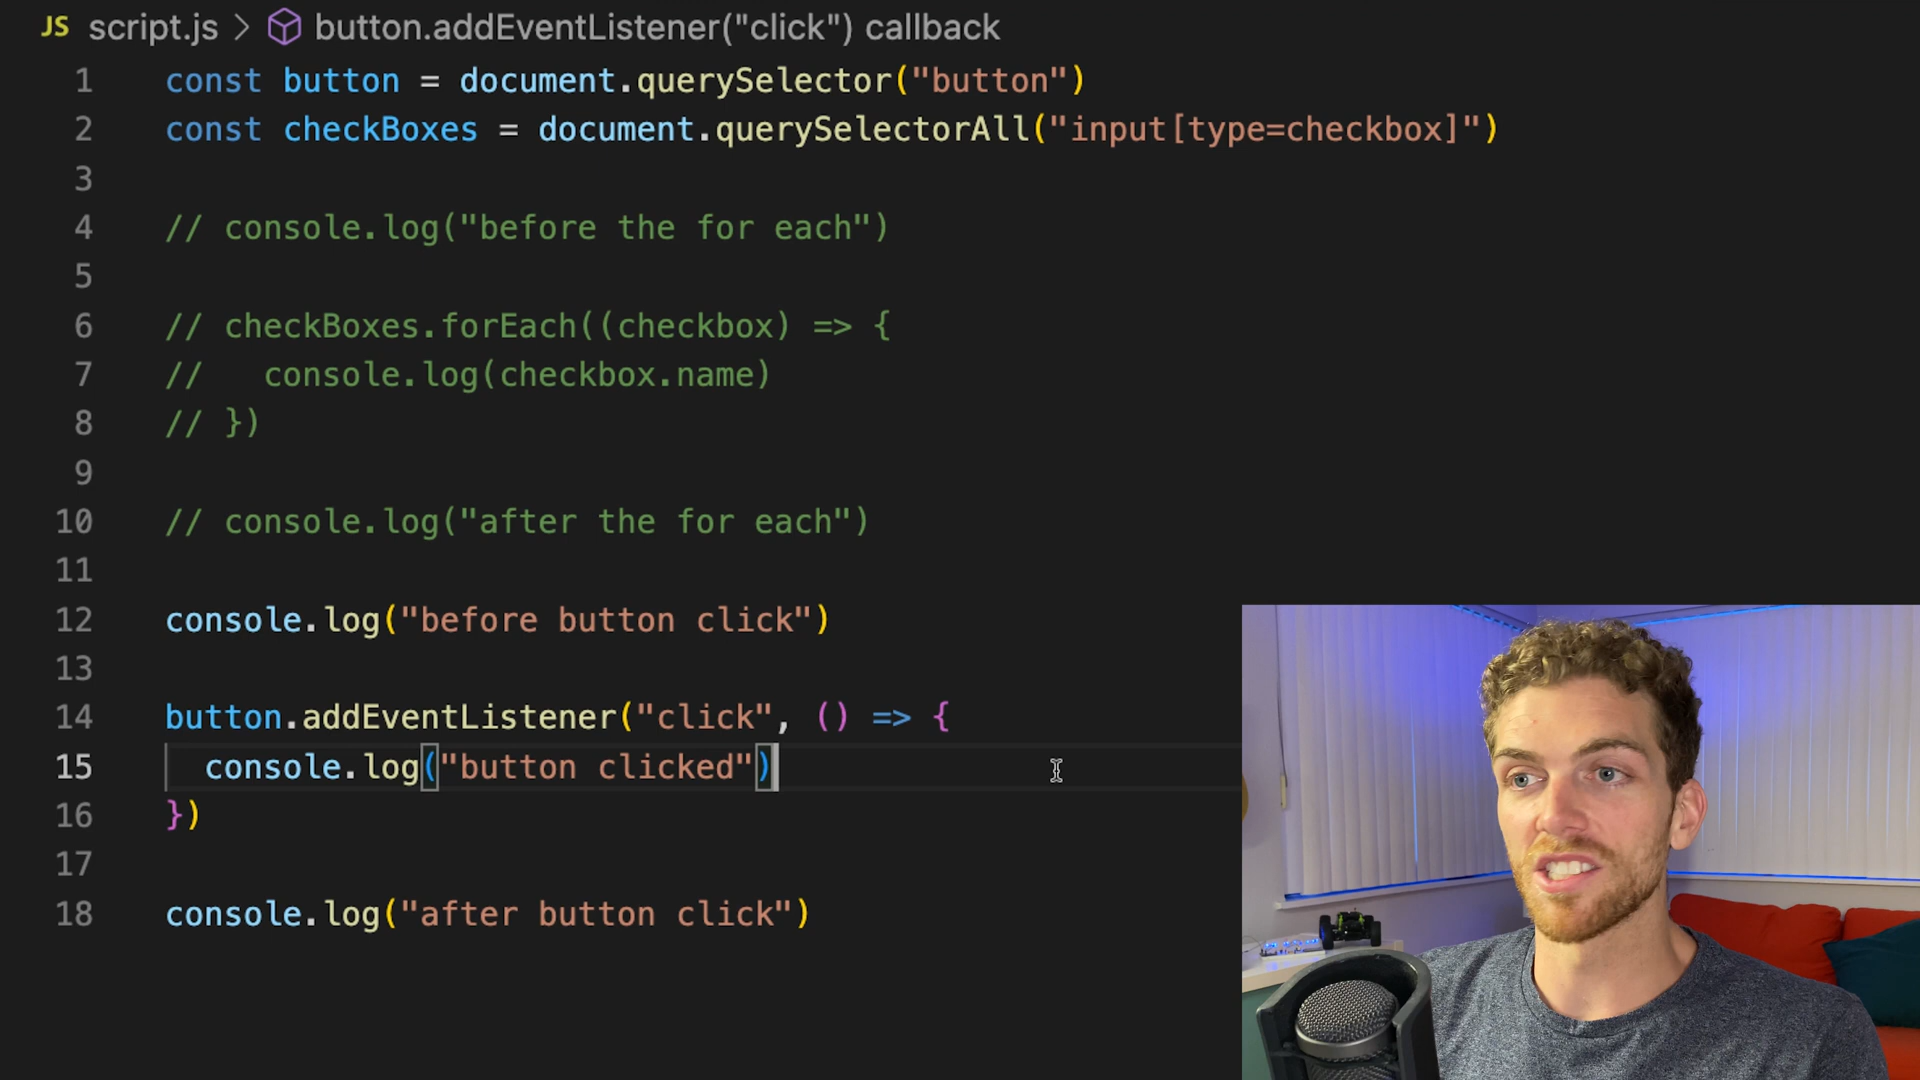 JS script.js > button.addEventListener("click") callback
1 const button = document.querySelector("button")
2 const checkBoxes = document.querySelectorAll("input[type=checkbox]")
3
4 // console.log("before the for each")
5
6 // checkBoxes.forEach((checkbox) => {
7 //   console.log(checkbox.name)
8 // })
9
10 // console.log("after the for each")
11
12 console.log("before button click")
13
14 button.addEventListener("click", () => {
15   console.log("button clicked")
16 })
17
18 console.log("after button click")